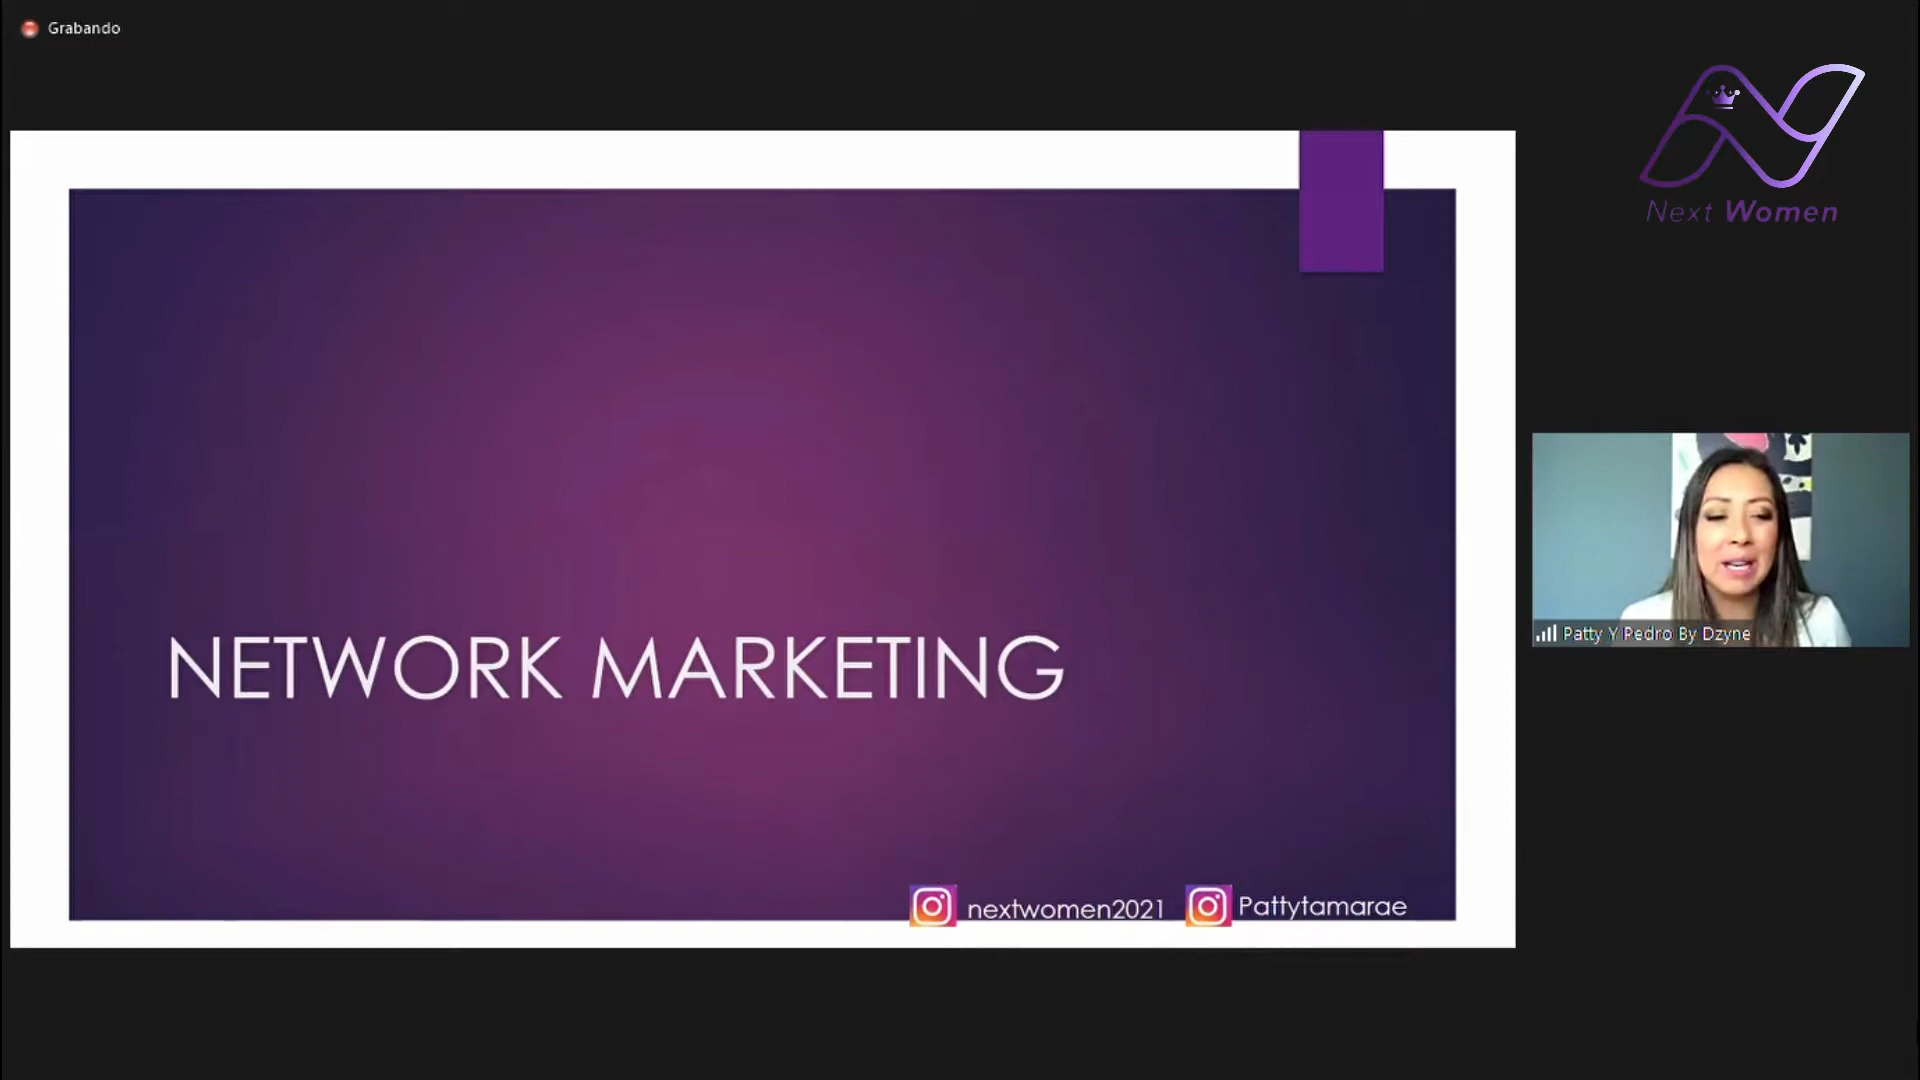 Grabando
Next Women
NETWORK MARKETING
Patty Y Pedro By Dzyne
nextwomen2021
Pattytamarae